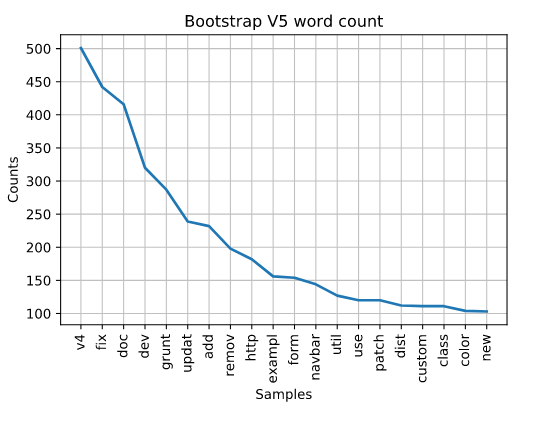 Bootstrap V5 word count
500
450
400
350
300
250
200
150
100
Counts
v4
fix
doc
dev
grunt
updat
add
remov
http
exampl
form
navbar
util
use
patch
dist
custom
class
color
new
Samples